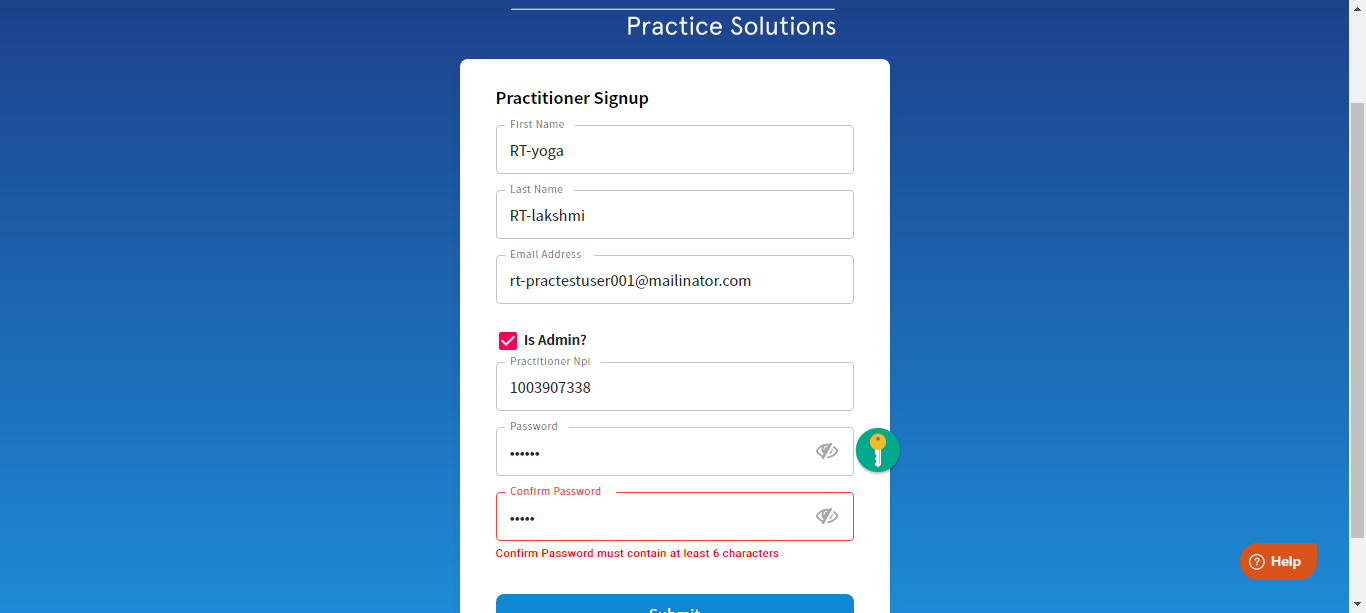 Practice Solutions
Practitioner Signup
First Name
RT-yoga
Last Name
RT-lakshmi
Email Address
rt-practestuser001@mailinator.com
Is Admin?
Practitioner Npi
1003907338
Password
••••••
Confirm Password
•••••
Confirm Password must contain at least 6 characters
Submit
Help